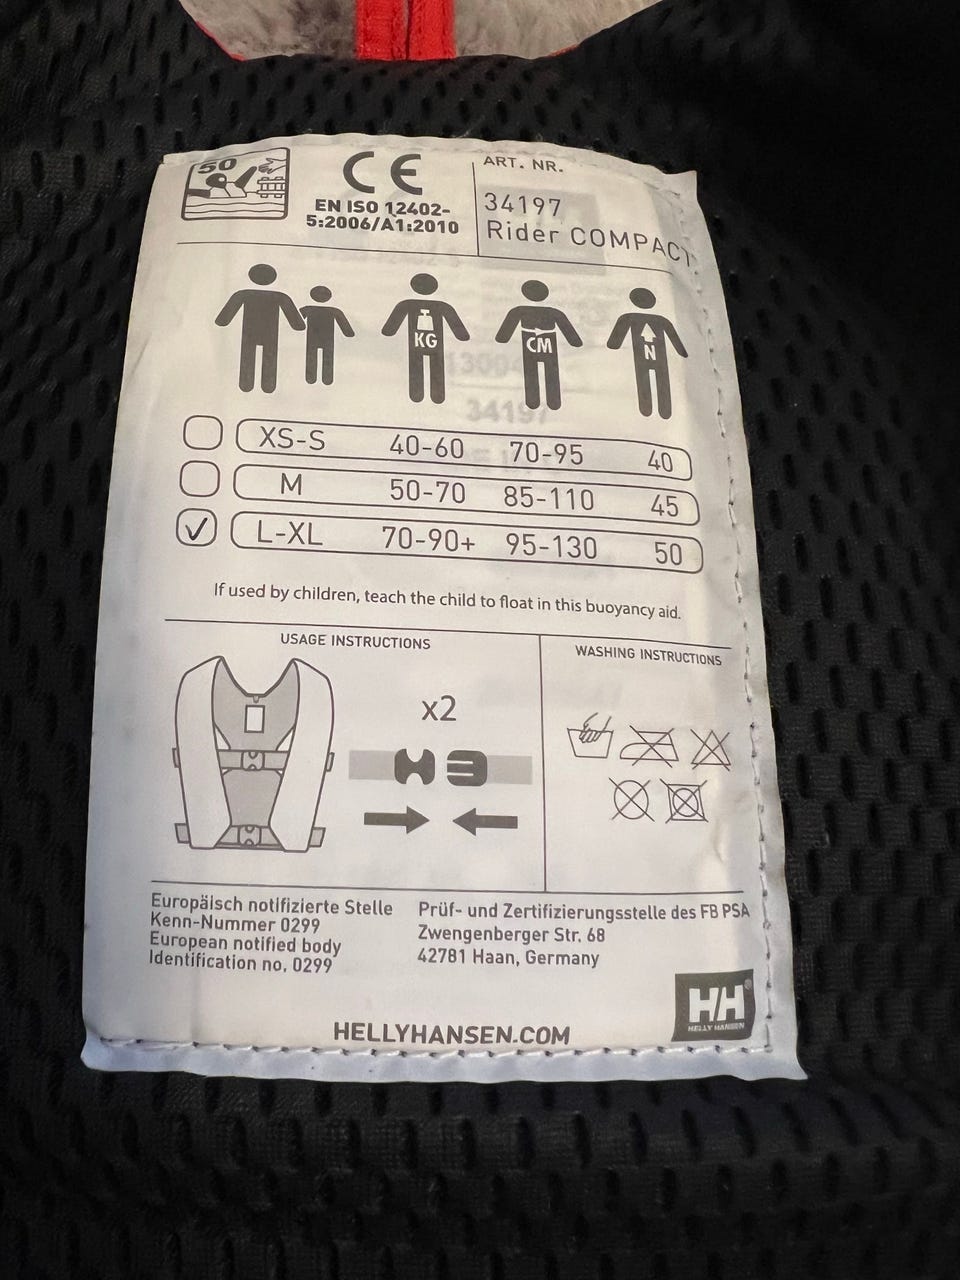 50
CE
EN ISO 12402-
5:2006/A1:2010
ART. NR.
34197
Rider COMPACT
KG
CM
N
XS-S 40-60 70-95 40
M 50-70 85-110 45
L-XL 70-90+ 95-130 50
If used by children, teach the child to float in this buoyancy aid.
USAGE INSTRUCTIONS
x2
WASHING INSTRUCTIONS
Europäisch notifizierte Stelle
Kenn-Nummer 0299
European notified body
Identification no, 0299
Prüf- und Zertifizierungsstelle des FB PSA
Zwengenberger Str. 68
42781 Haan, Germany
HH®
HELLY HANSEN
HELLYHANSEN.COM